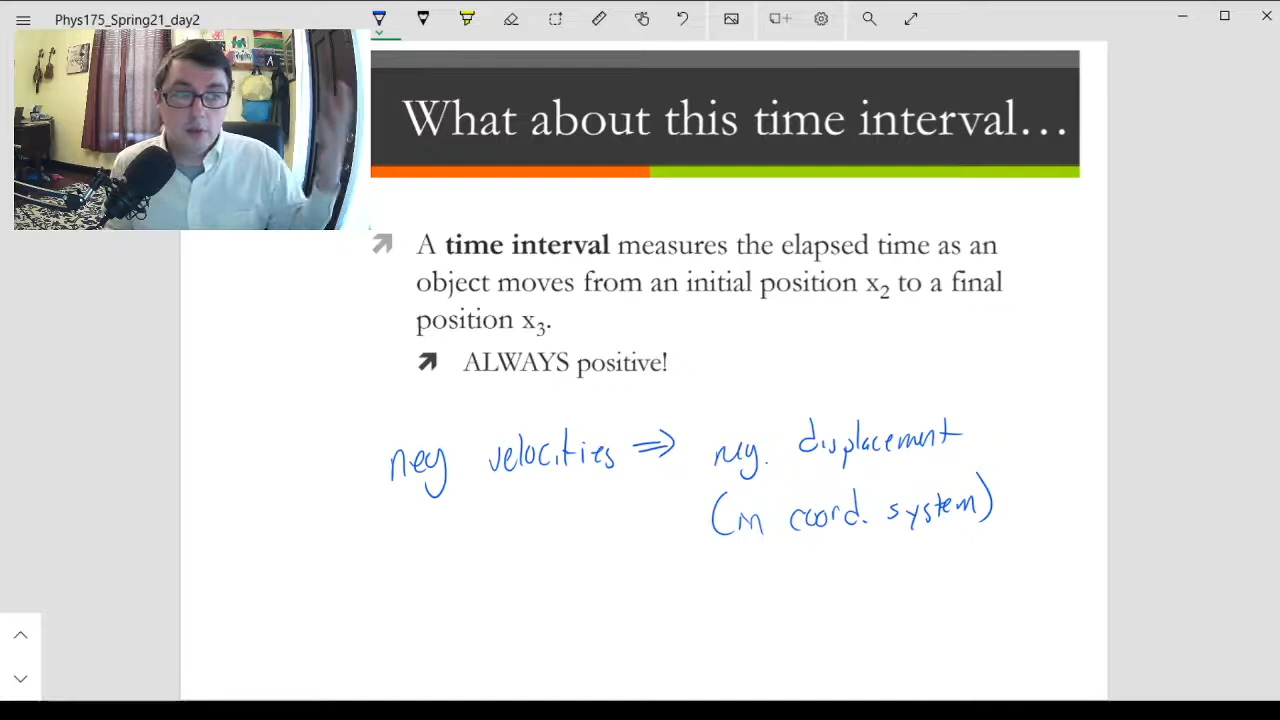 Phys175_Spring21_day2
What about this time interval…
A time interval measures the elapsed time as an
object moves from an initial position x₂ to a final
position x₃.
ALWAYS positive!
neg velocities ⇒ neg. displacement
(in coord. system)